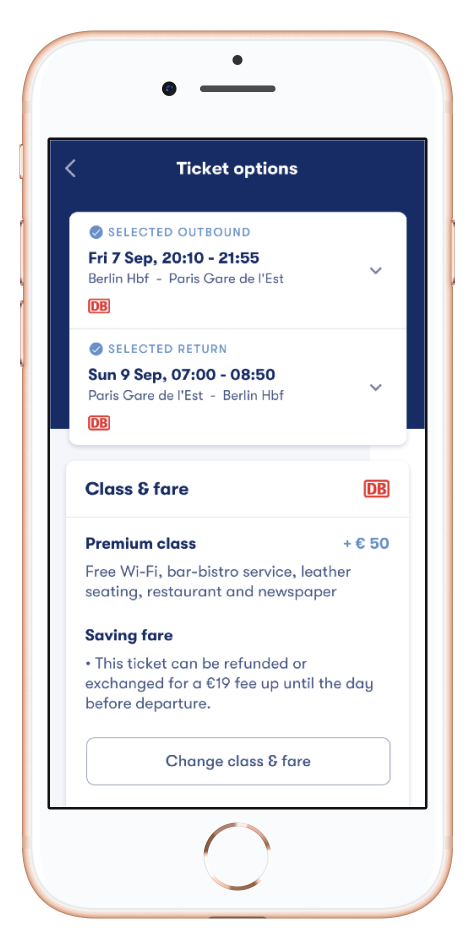 Ticket options
SELECTED OUTBOUND
Fri 7 Sep, 20:10 - 21:55
Berlin Hbf - Paris Gare de l'Est
DB
SELECTED RETURN
Sun 9 Sep, 07:00 - 08:50
Paris Gare de l'Est - Berlin Hbf
DB
Class & fare DB
Premium class + € 50
Free Wi-Fi, bar-bistro service, leather
seating, restaurant and newspaper
Saving fare
• This ticket can be refunded or
exchanged for a €19 fee up until the day
before departure.
Change class & fare